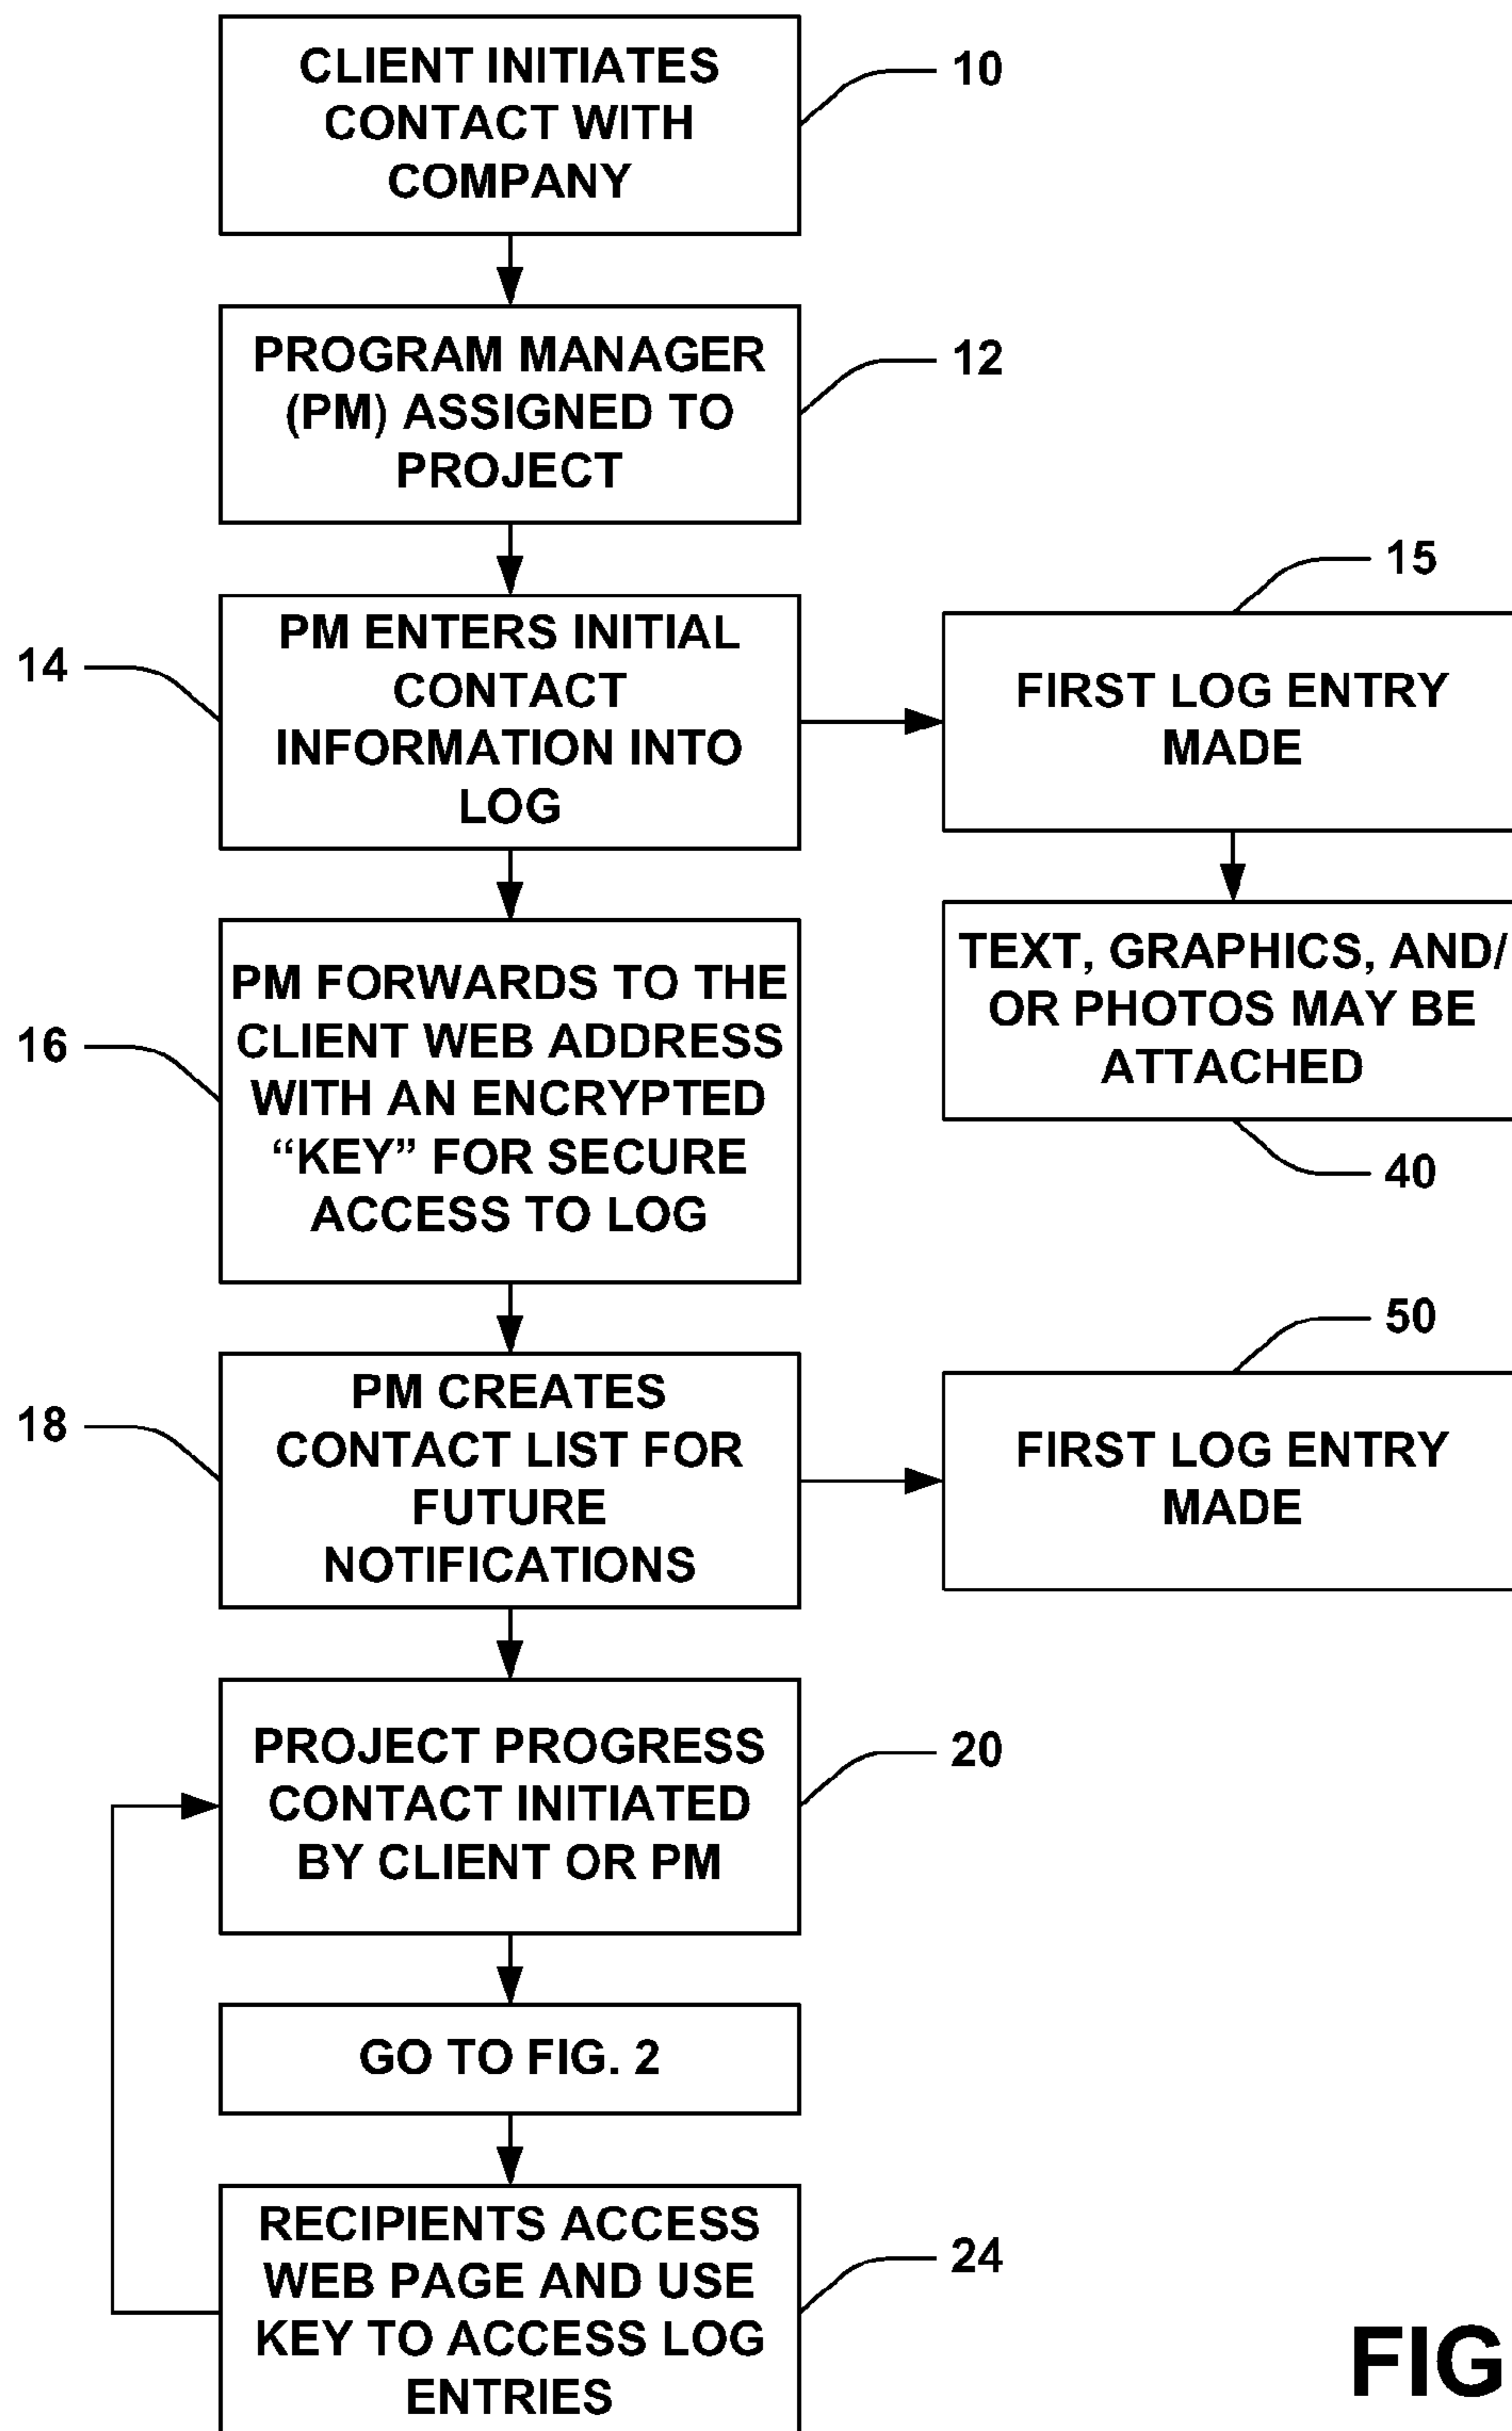 CLIENT INITIATES
CONTACT WITH
COMPANY
10
PROGRAM MANAGER
(PM) ASSIGNED TO
PROJECT
12
14
PM ENTERS INITIAL
CONTACT
INFORMATION INTO
LOG
15
FIRST LOG ENTRY
MADE
TEXT, GRAPHICS, AND/
OR PHOTOS MAY BE
ATTACHED
40
16
PM FORWARDS TO THE
CLIENT WEB ADDRESS
WITH AN ENCRYPTED
“KEY” FOR SECURE
ACCESS TO LOG
18
PM CREATES
CONTACT LIST FOR
FUTURE
NOTIFICATIONS
50
FIRST LOG ENTRY
MADE
PROJECT PROGRESS
CONTACT INITIATED
BY CLIENT OR PM
20
GO TO FIG. 2
RECIPIENTS ACCESS
WEB PAGE AND USE
KEY TO ACCESS LOG
ENTRIES
24
FIG